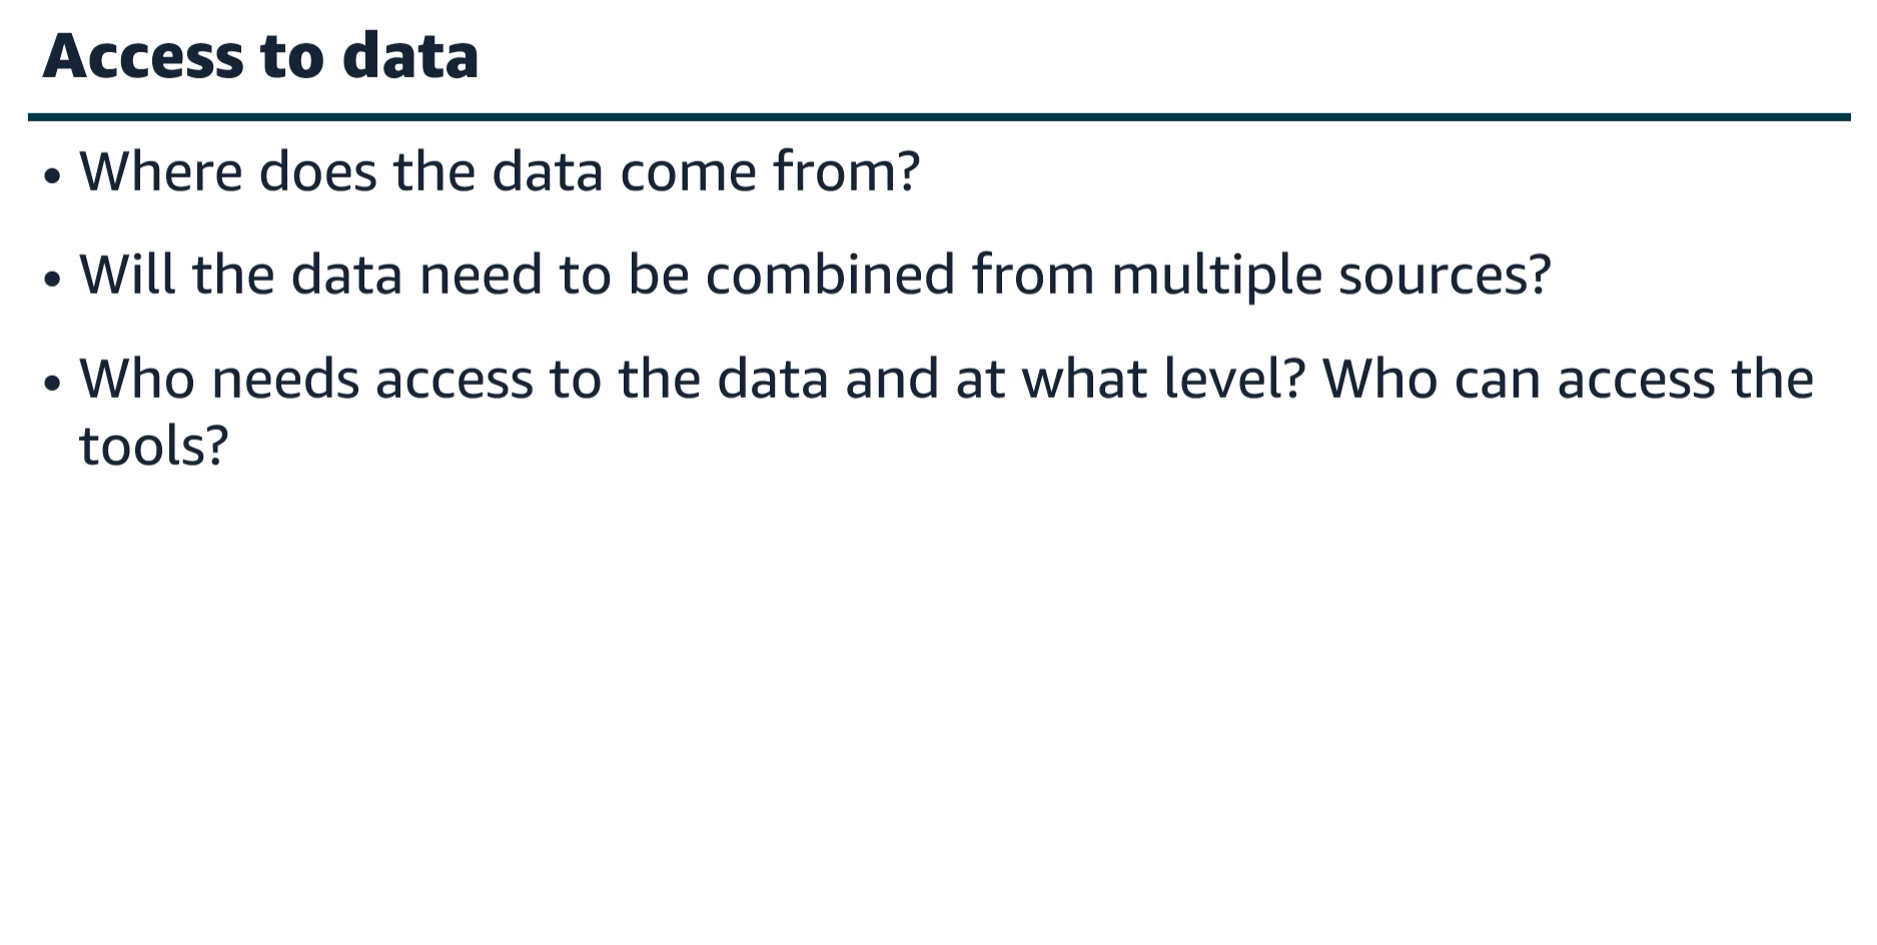 Access to data
• Where does the data come from?
• Will the data need to be combined from multiple sources?
• Who needs access to the data and at what level? Who can access the
tools?